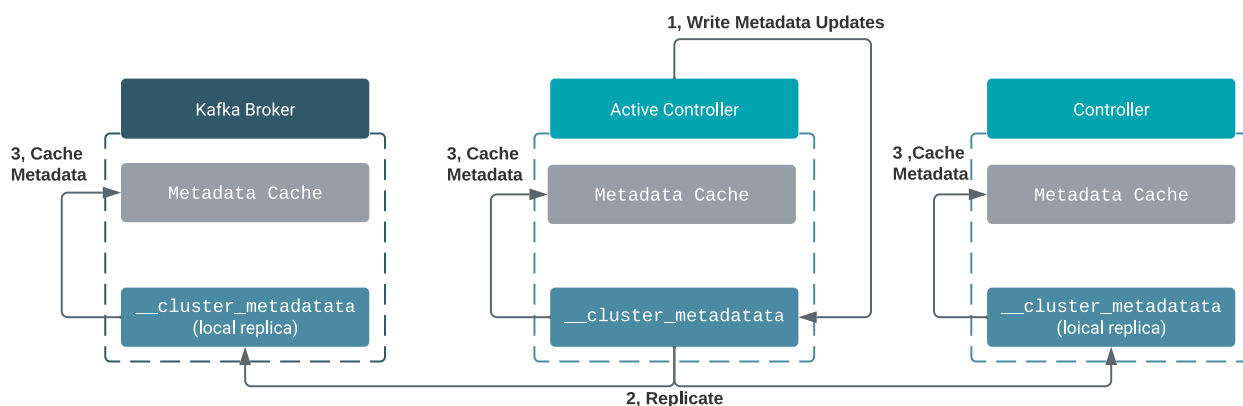 1, Write Metadata Updates
Kafka Broker
Active Controller
Controller
3, Cache
Metadata
3, Cache
Metadata
3 ,Cache
Metadata
Metadata Cache
Metadata Cache
Metadata Cache
__cluster_metadatata
(local replica)
__cluster_metadatata
__cluster_metadatata
(loical replica)
2, Replicate